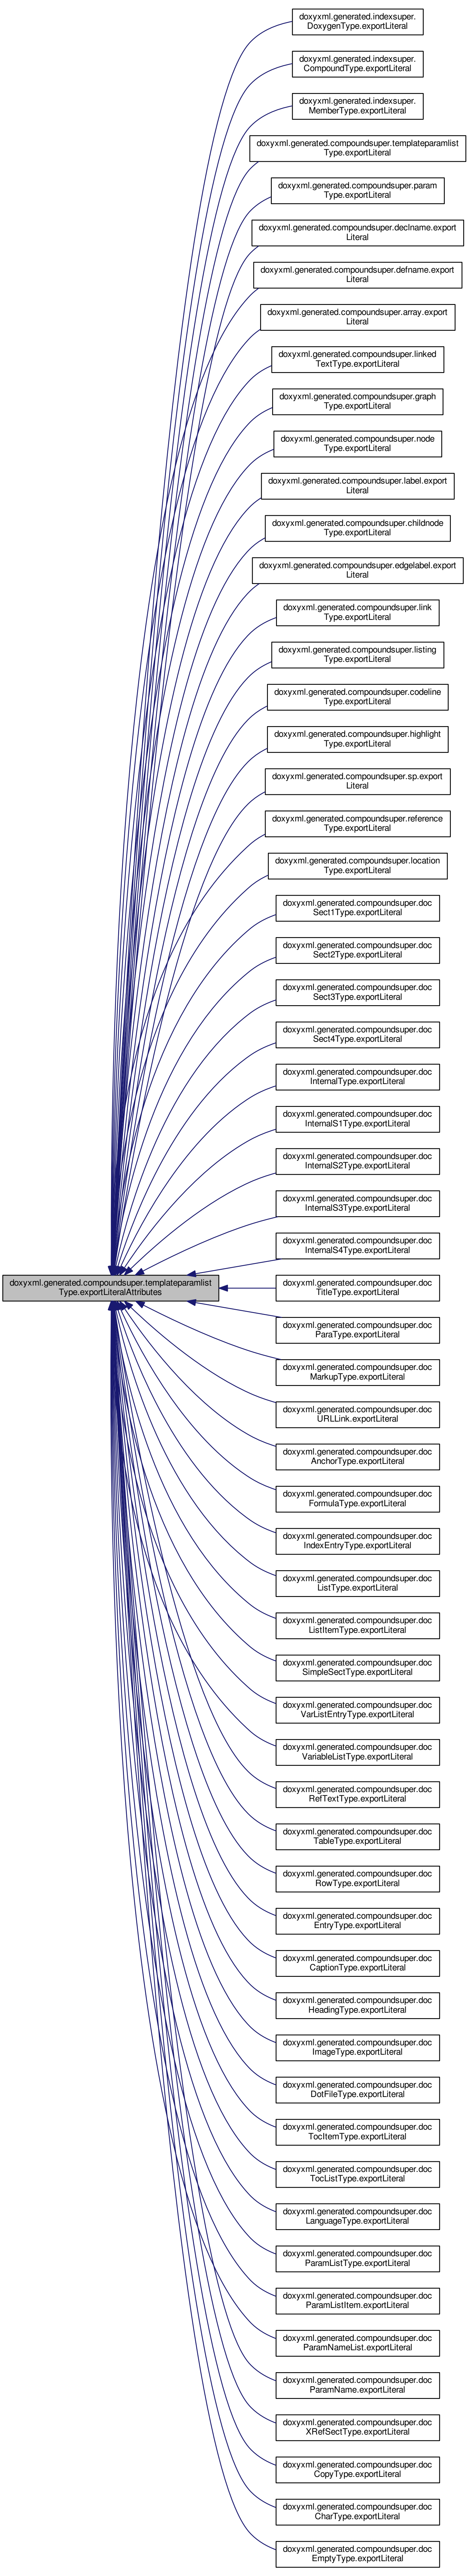 doxyxml.generated.indexsuper.
DoxygenType.exportLiteral
doxyxml.generated.indexsuper.
CompoundType.exportLiteral
doxyxml.generated.indexsuper.
MemberType.exportLiteral
doxyxml.generated.compoundsuper.templateparamlist
Type.exportLiteral
doxyxml.generated.compoundsuper.param
Type.exportLiteral
doxyxml.generated.compoundsuper.declname.export
Literal
doxyxml.generated.compoundsuper.defname.export
Literal
doxyxml.generated.compoundsuper.array.export
Literal
doxyxml.generated.compoundsuper.linked
TextType.exportLiteral
doxyxml.generated.compoundsuper.graph
Type.exportLiteral
doxyxml.generated.compoundsuper.node
Type.exportLiteral
doxyxml.generated.compoundsuper.label.export
Literal
doxyxml.generated.compoundsuper.childnode
Type.exportLiteral
doxyxml.generated.compoundsuper.edgelabel.export
Literal
doxyxml.generated.compoundsuper.link
Type.exportLiteral
doxyxml.generated.compoundsuper.listing
Type.exportLiteral
doxyxml.generated.compoundsuper.codeline
Type.exportLiteral
doxyxml.generated.compoundsuper.highlight
Type.exportLiteral
doxyxml.generated.compoundsuper.sp.export
Literal
doxyxml.generated.compoundsuper.reference
Type.exportLiteral
doxyxml.generated.compoundsuper.location
Type.exportLiteral
doxyxml.generated.compoundsuper.doc
Sect1Type.exportLiteral
doxyxml.generated.compoundsuper.doc
Sect2Type.exportLiteral
doxyxml.generated.compoundsuper.doc
Sect3Type.exportLiteral
doxyxml.generated.compoundsuper.doc
Sect4Type.exportLiteral
doxyxml.generated.compoundsuper.doc
InternalType.exportLiteral
doxyxml.generated.compoundsuper.doc
InternalS1Type.exportLiteral
doxyxml.generated.compoundsuper.doc
InternalS2Type.exportLiteral
doxyxml.generated.compoundsuper.doc
InternalS3Type.exportLiteral
doxyxml.generated.compoundsuper.doc
InternalS4Type.exportLiteral
doxyxml.generated.compoundsuper.templateparamlist
Type.exportLiteralAttributes
doxyxml.generated.compoundsuper.doc
TitleType.exportLiteral
doxyxml.generated.compoundsuper.doc
ParaType.exportLiteral
doxyxml.generated.compoundsuper.doc
MarkupType.exportLiteral
doxyxml.generated.compoundsuper.doc
URLLink.exportLiteral
doxyxml.generated.compoundsuper.doc
AnchorType.exportLiteral
doxyxml.generated.compoundsuper.doc
FormulaType.exportLiteral
doxyxml.generated.compoundsuper.doc
IndexEntryType.exportLiteral
doxyxml.generated.compoundsuper.doc
ListType.exportLiteral
doxyxml.generated.compoundsuper.doc
ListItemType.exportLiteral
doxyxml.generated.compoundsuper.doc
SimpleSectType.exportLiteral
doxyxml.generated.compoundsuper.doc
VarListEntryType.exportLiteral
doxyxml.generated.compoundsuper.doc
VariableListType.exportLiteral
doxyxml.generated.compoundsuper.doc
RefTextType.exportLiteral
doxyxml.generated.compoundsuper.doc
TableType.exportLiteral
doxyxml.generated.compoundsuper.doc
RowType.exportLiteral
doxyxml.generated.compoundsuper.doc
EntryType.exportLiteral
doxyxml.generated.compoundsuper.doc
CaptionType.exportLiteral
doxyxml.generated.compoundsuper.doc
HeadingType.exportLiteral
doxyxml.generated.compoundsuper.doc
ImageType.exportLiteral
doxyxml.generated.compoundsuper.doc
DotFileType.exportLiteral
doxyxml.generated.compoundsuper.doc
TocItemType.exportLiteral
doxyxml.generated.compoundsuper.doc
TocListType.exportLiteral
doxyxml.generated.compoundsuper.doc
LanguageType.exportLiteral
doxyxml.generated.compoundsuper.doc
ParamListType.exportLiteral
doxyxml.generated.compoundsuper.doc
ParamListItem.exportLiteral
doxyxml.generated.compoundsuper.doc
ParamNameList.exportLiteral
doxyxml.generated.compoundsuper.doc
ParamName.exportLiteral
doxyxml.generated.compoundsuper.doc
XRefSectType.exportLiteral
doxyxml.generated.compoundsuper.doc
CopyType.exportLiteral
doxyxml.generated.compoundsuper.doc
CharType.exportLiteral
doxyxml.generated.compoundsuper.doc
EmptyType.exportLiteral